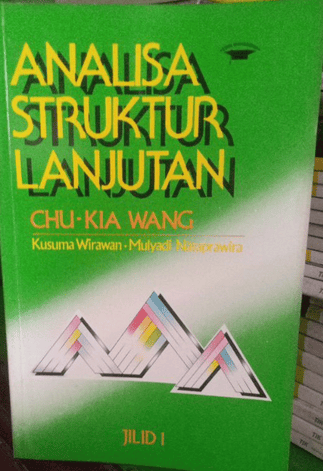 ANALISA
STRUKTUR
LANJUTAN
CHU-KIA WANG
Kusuma Wirawan • Mulyadi Nataprawira
JILID I